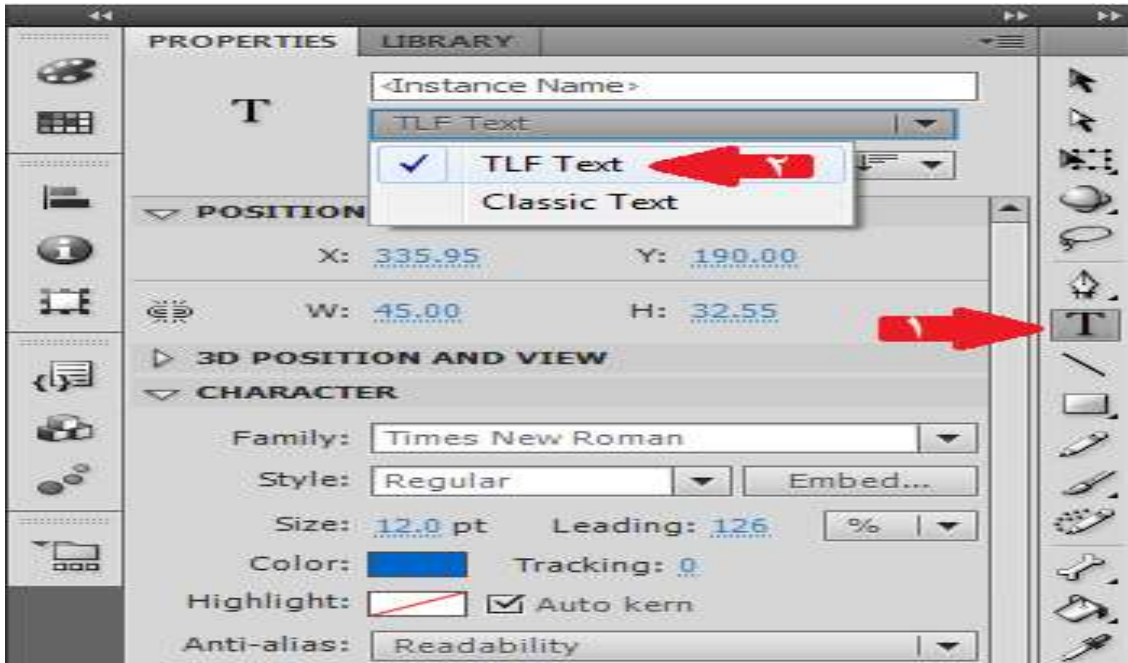 PROPERTIES LIBRARY
<Instance Name>
T
TLF Text
TLF Text ٢
Classic Text
POSITION
X: 335.95 Y: 190.00
W: 45.00 H: 32.55
١ T
3D POSITION AND VIEW
CHARACTER
Family: Times New Roman
Style: Regular Embed...
Size: 12.0 pt Leading: 126 %
Color: Tracking: 0
Highlight: Auto kern
Anti-alias: Readability